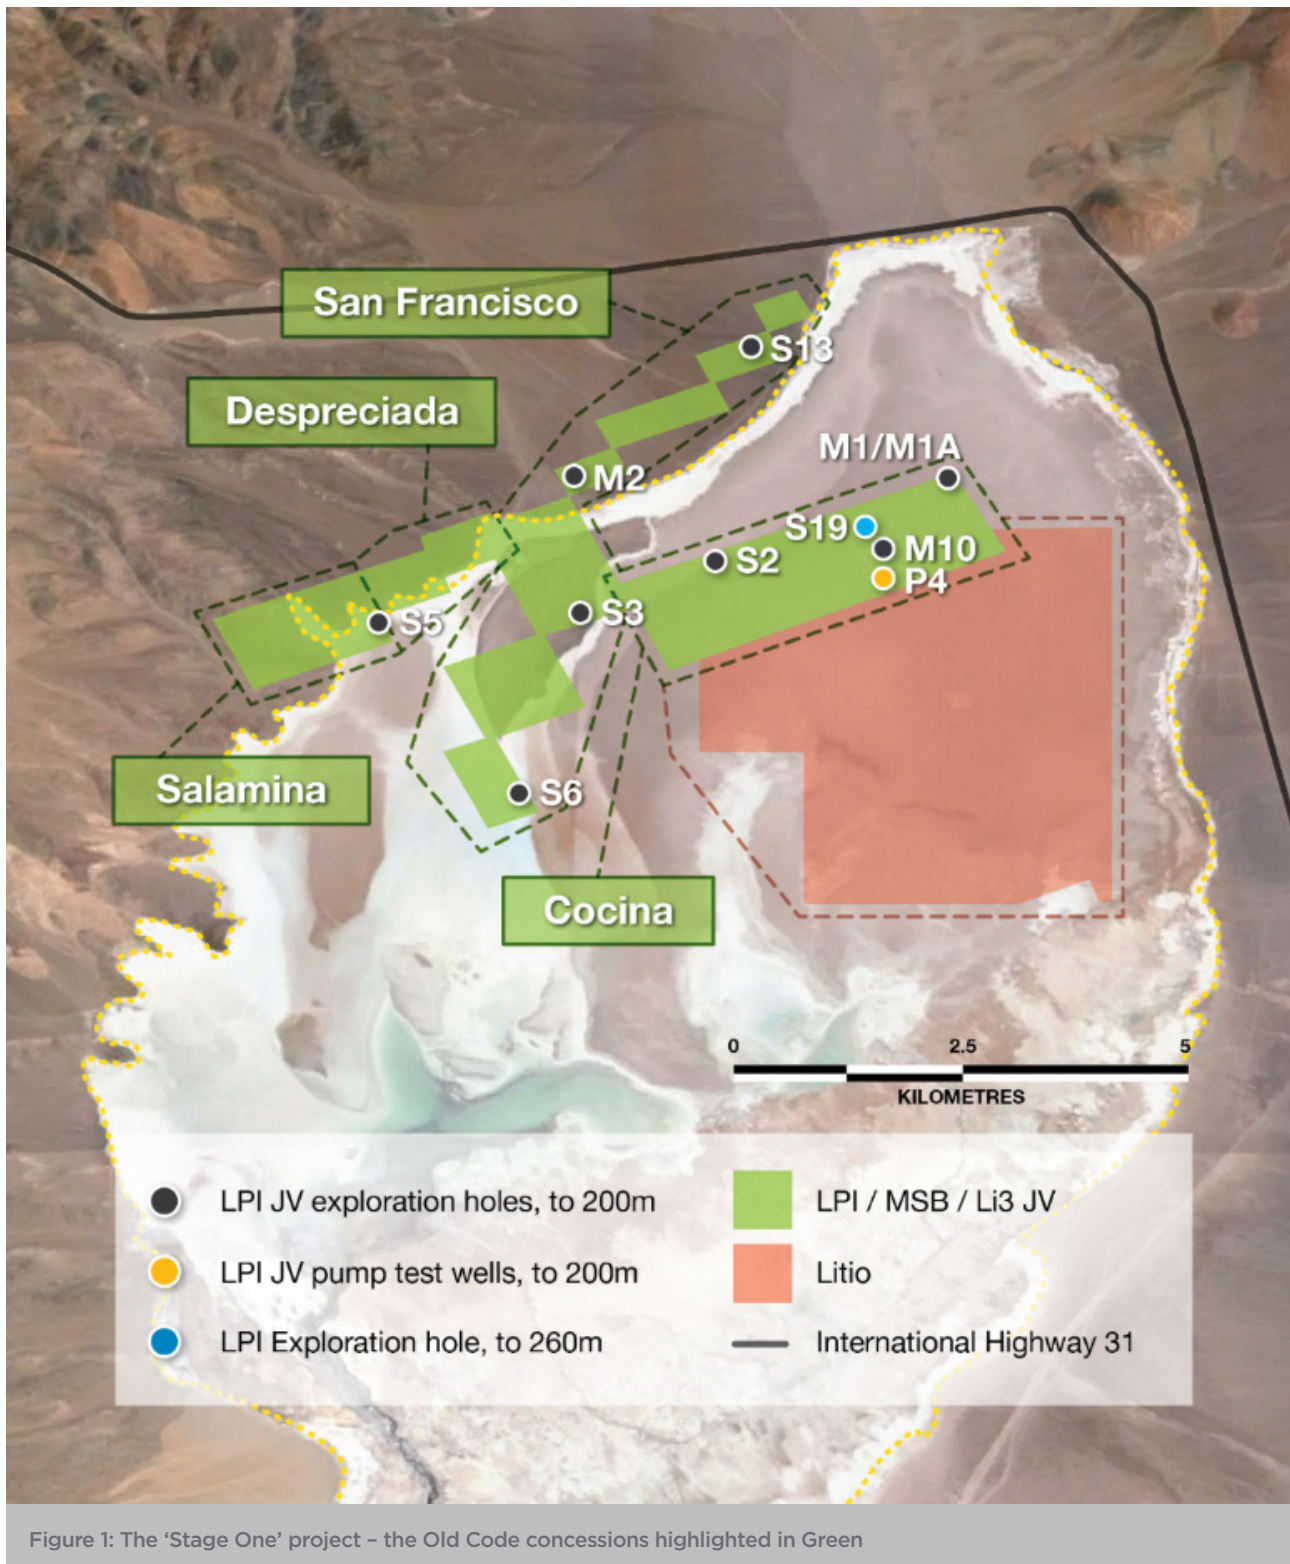 San Francisco
S13
Despreciada
M1/M1A
M2
S19
M10
S2
P4
S3
S5
Salamina
S6
Cocina
0 2.5 5
KILOMETRES
LPI JV exploration holes, to 200m
LPI / MSB / Li3 JV
LPI JV pump test wells, to 200m
Litio
LPI Exploration hole, to 260m
International Highway 31
Figure 1: The ‘Stage One’ project – the Old Code concessions highlighted in Green